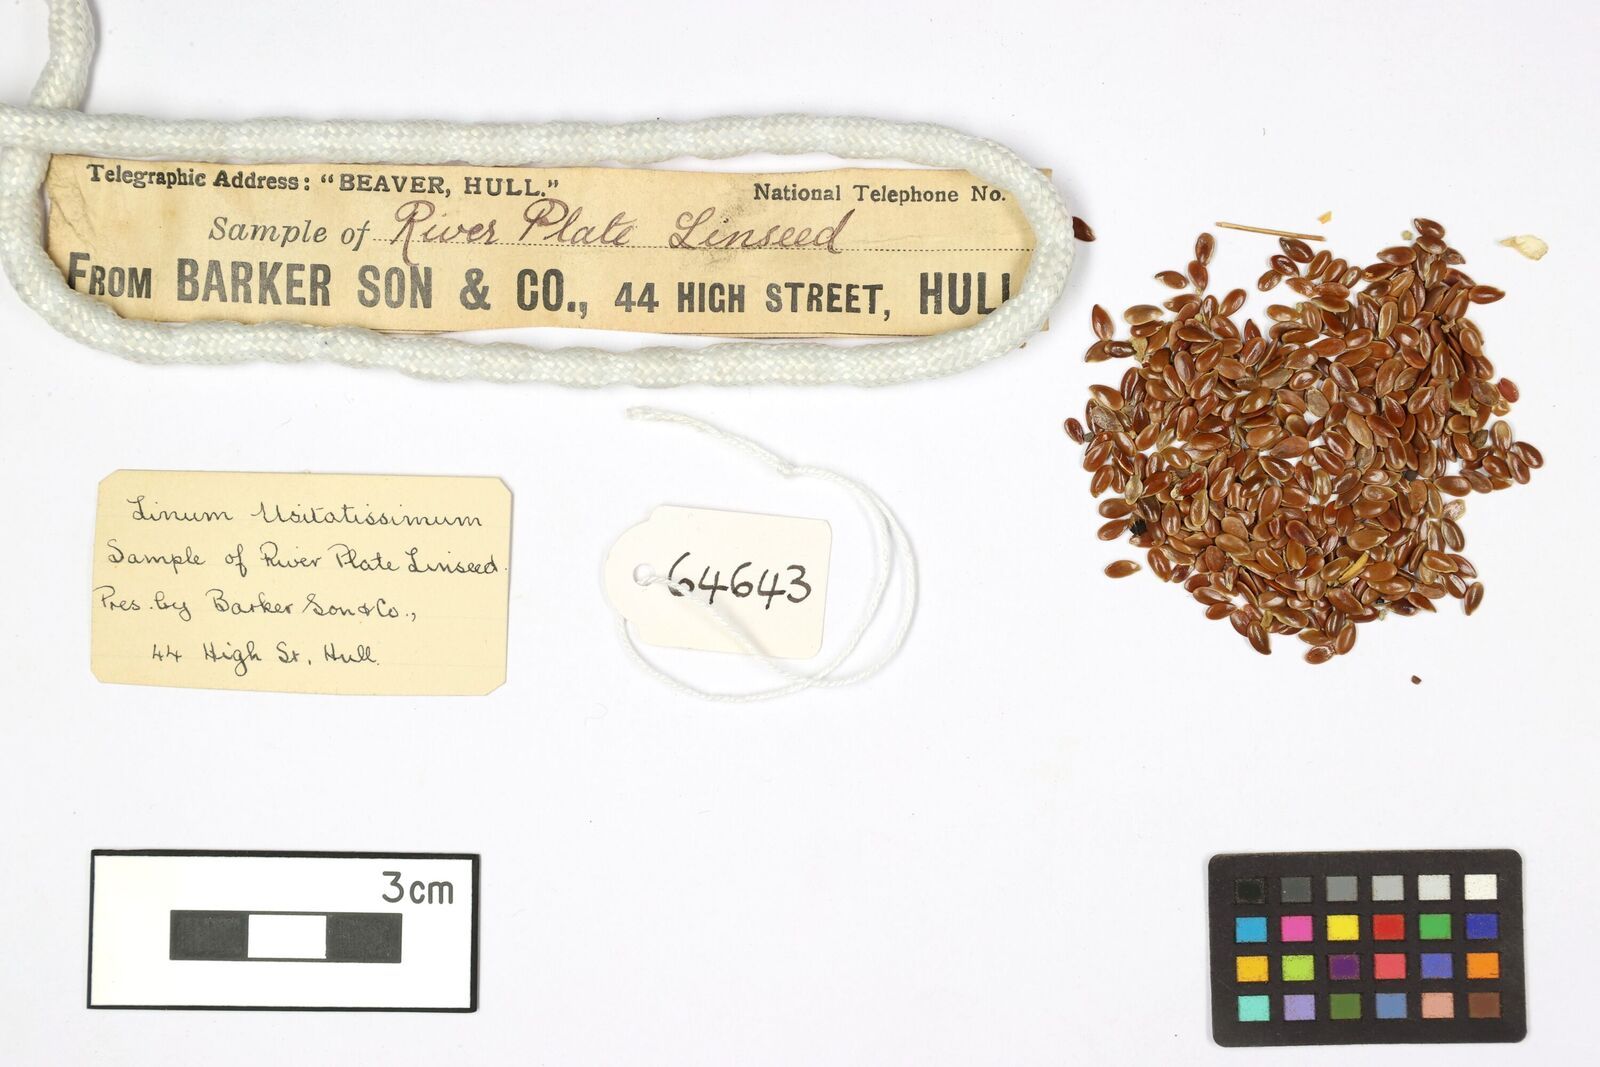 Telegraphic Address: "BEAVER, HULL."
National Telephone No.
Sample of River Plate Linseed
FROM BARKER SON & CO., 44 HIGH STREET, HULL
Linum Usitatissimum
Sample of River Plate Linseed.
Pres. by Barker Son & Co.,
44 High St. Hull.
64643
3cm